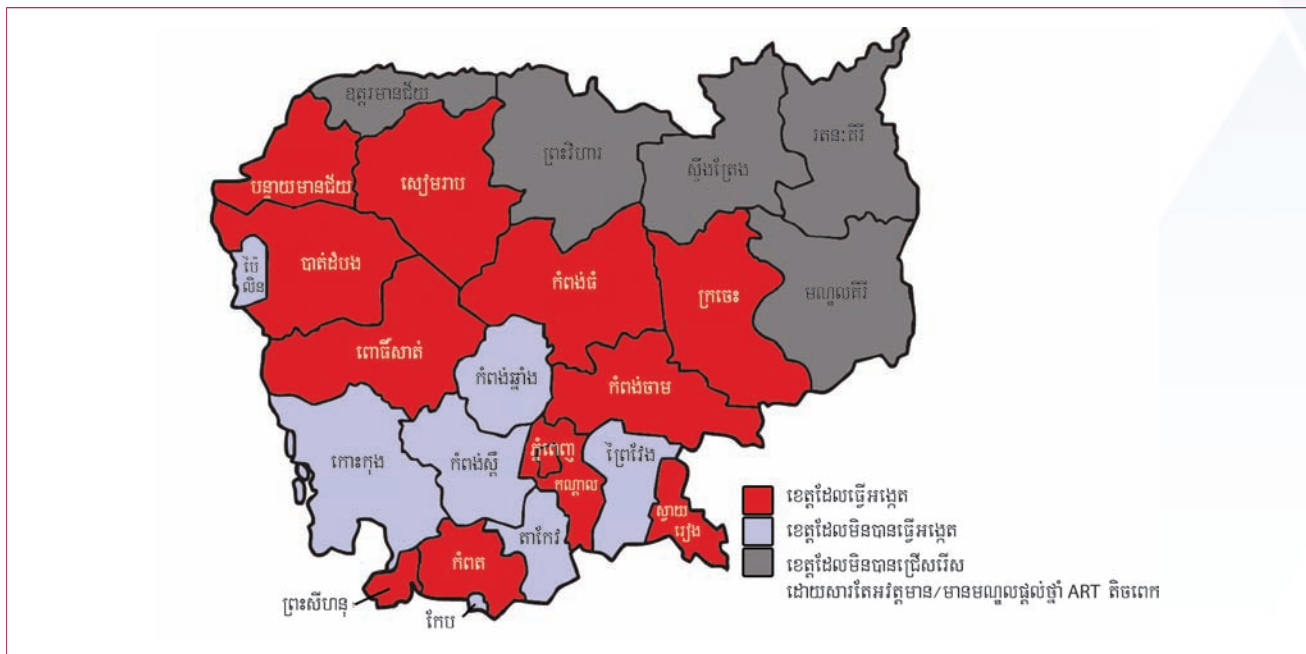 ឧត្តរមានជ័យ
ព្រះវិហារ
ស្ទឹងត្រែង
រតនៈគីរី
បន្ទាយមានជ័យ
សៀមរាប
បាត់ដំបង
ប៉ៃ
លិន
កំពង់ធំ
ក្រចេះ
មណ្ឌលគីរី
ពោធិ៍សាត់
កំពង់ឆ្នាំង
កំពង់ចាម
កោះកុង
កំពង់ស្ពឺ
ភ្នំពេញ
កណ្តាល
ព្រៃវែង
ស្វាយ
រៀង
តាកែវ
កំពត
ព្រះសីហនុ
កែប
ខេត្តដែលធ្វើអង្កេត
ខេត្តដែលមិនបានធ្វើអង្កេត
ខេត្តដែលមិនបានជ្រើសរើស
ដោយសារតែអវត្តមាន/មានមណ្ឌលផ្តល់ថ្នាំ ART តិចពេក